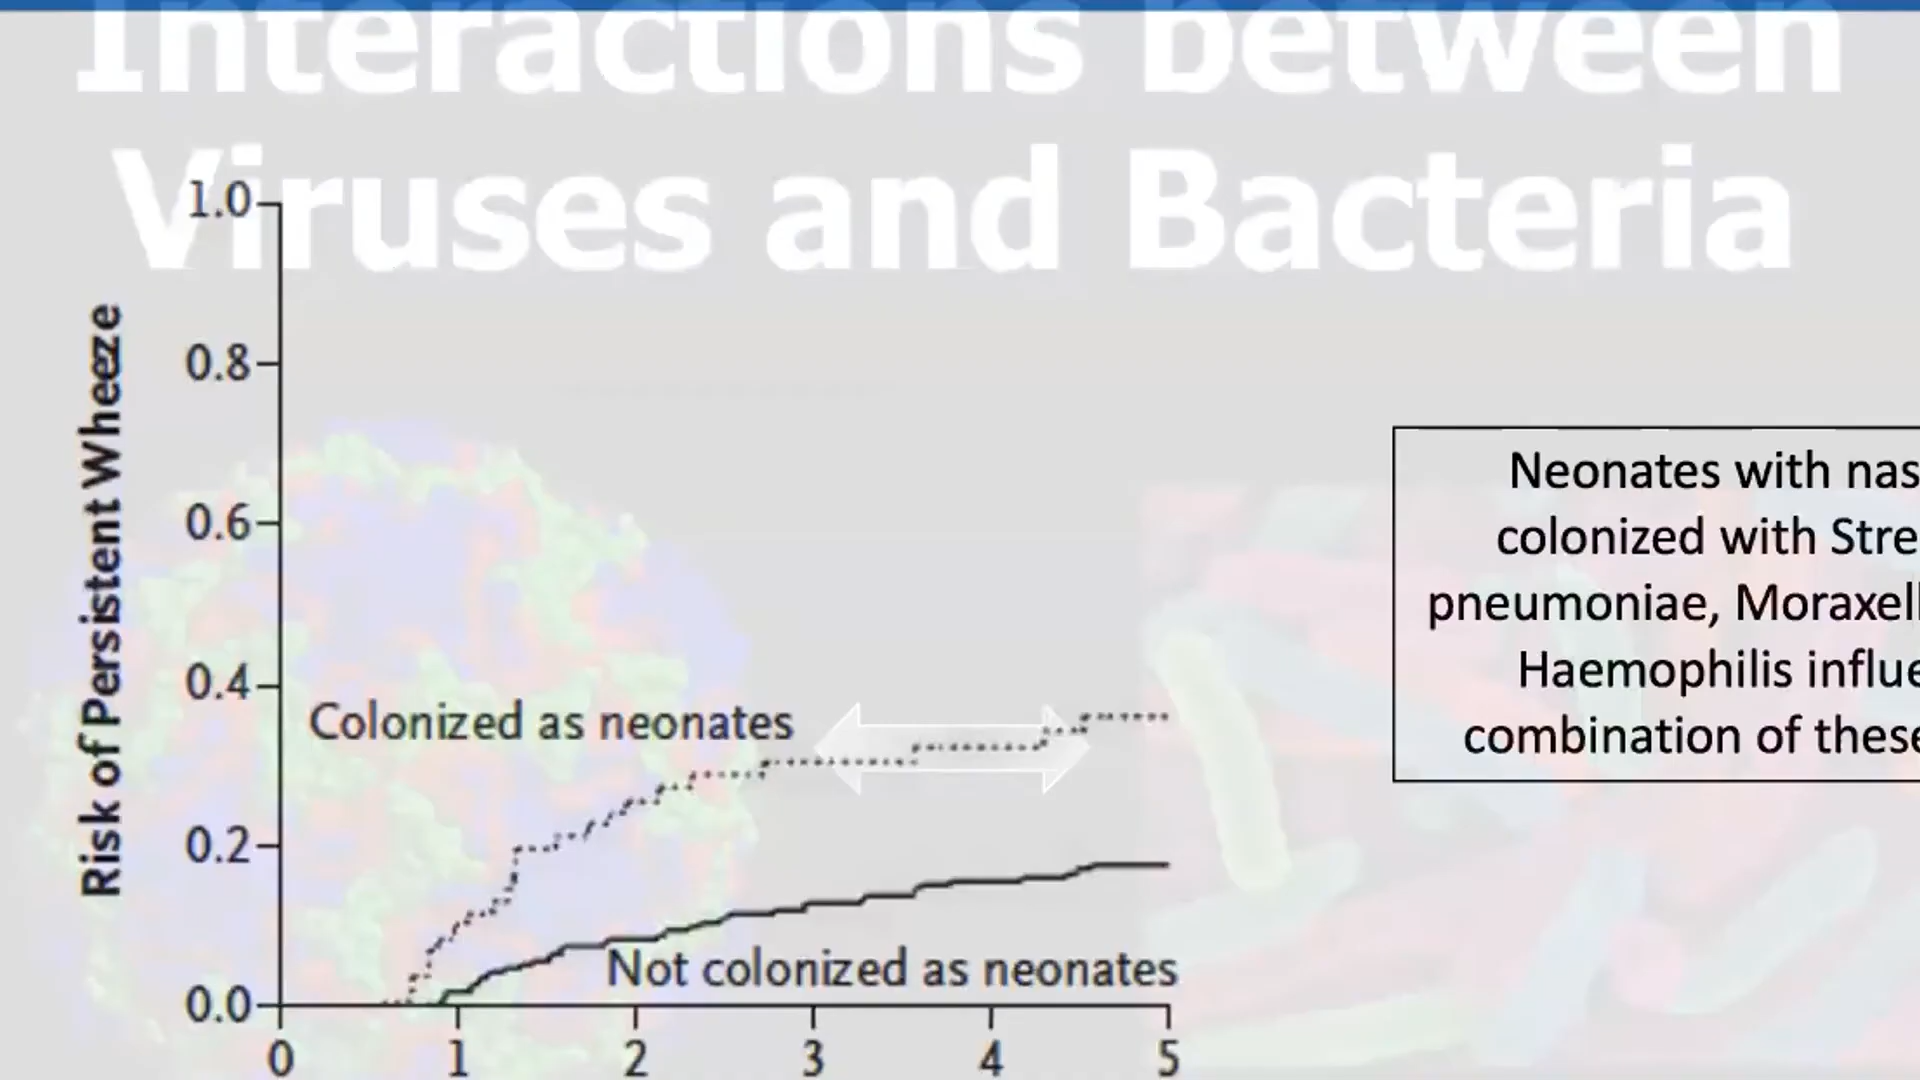 Interactions between
Viruses and Bacteria
Risk of Persistent Wheeze
1.0
0.8
0.6
0.4
0.2
0.0
Colonized as neonates
Not colonized as neonates
0 1 2 3 4 5
Neonates with nas
colonized with Stre
pneumoniae, Moraxell
Haemophilis influe
combination of these